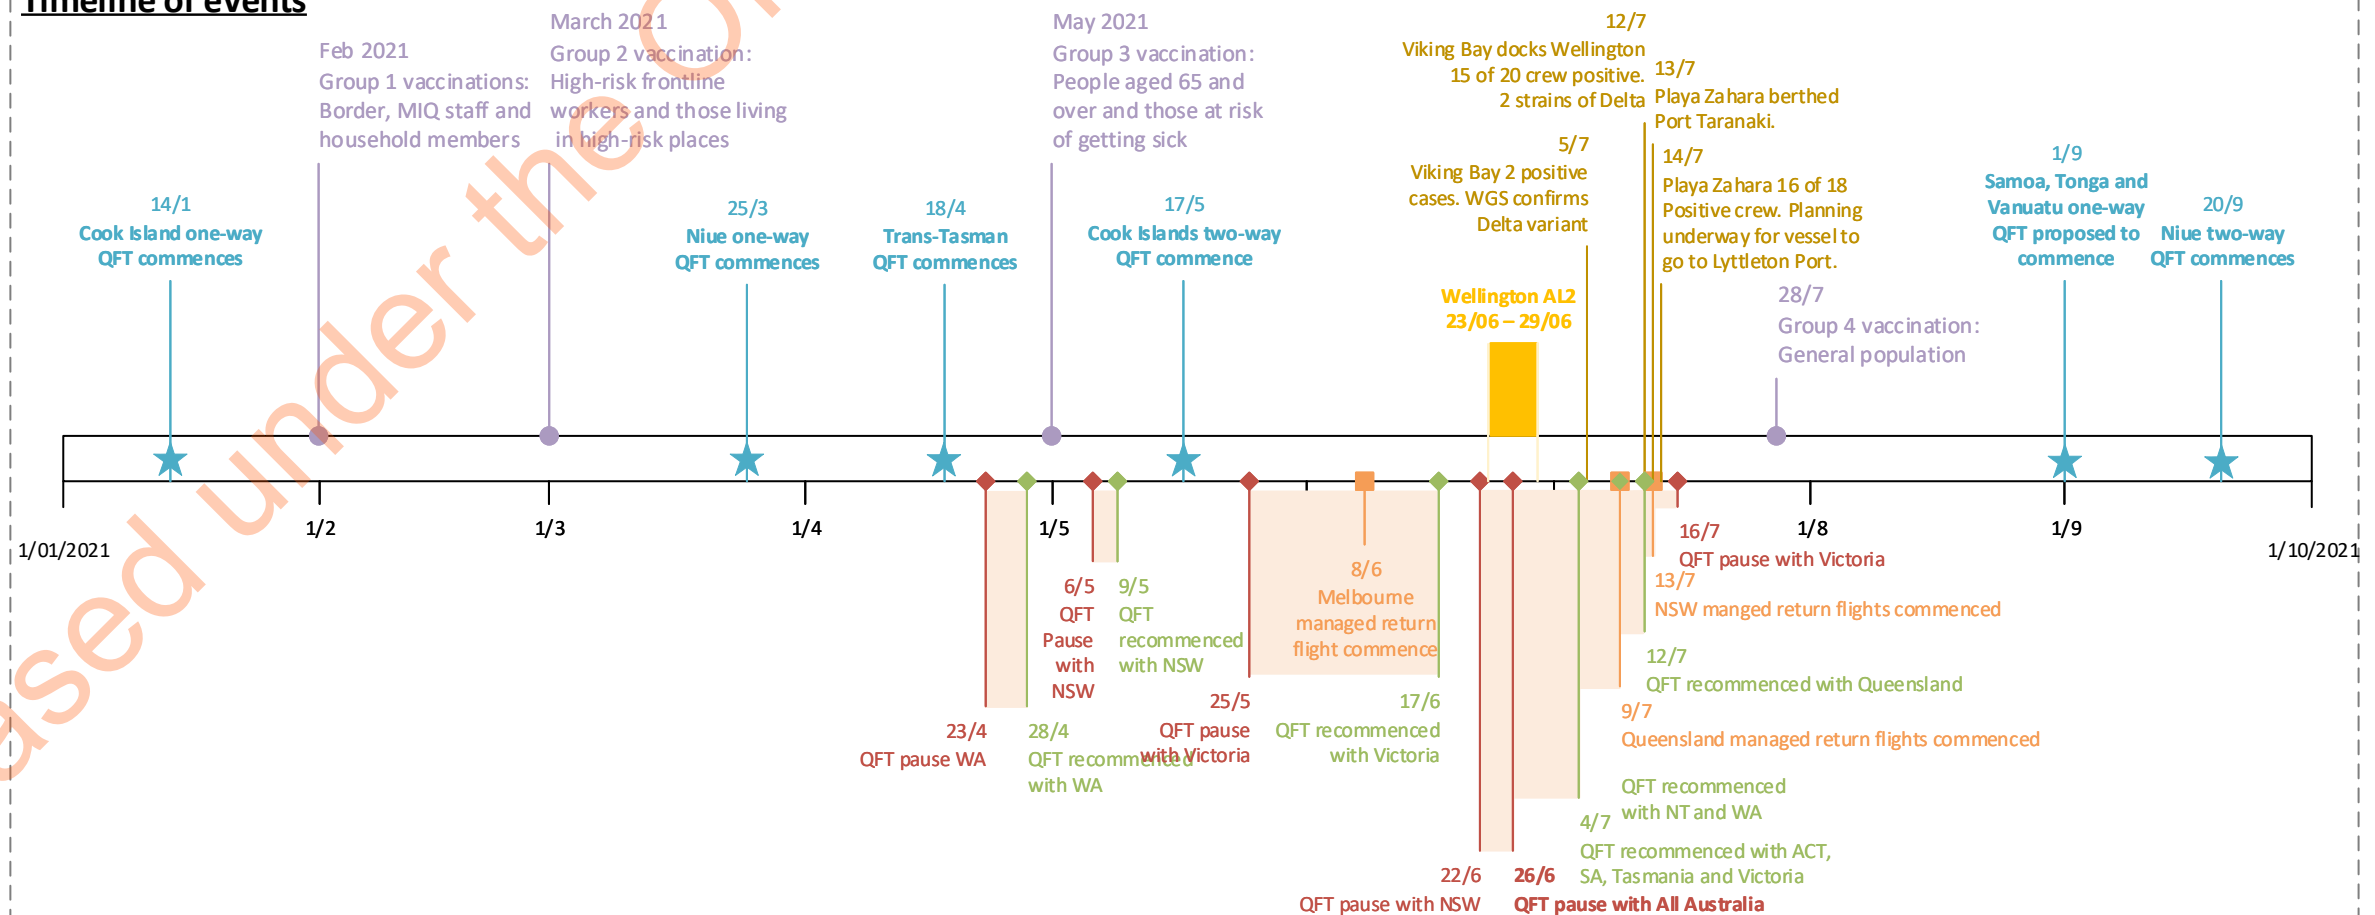 Timeline of events
Feb 2021
Group 1 vaccinations:
Border, MIQ staff and
household members
March 2021
Group 2 vaccination:
High-risk frontline
workers and those living
in high-risk places
May 2021
Group 3 vaccination:
People aged 65 and
over and those at risk
of getting sick
12/7
Viking Bay docks Wellington
15 of 20 crew positive.
2 strains of Delta
13/7
Playa Zahara berthed
Port Taranaki.
5/7
Viking Bay 2 positive
cases. WGS confirms
Delta variant
14/7
Playa Zahara 16 of 18
Positive crew. Planning
underway for vessel to
go to Lyttleton Port.
1/9
Samoa, Tonga and
Vanuatu one-way
QFT proposed to
commence
20/9
Niue two-way
QFT commences
14/1
Cook Island one-way
QFT commences
25/3
Niue one-way
QFT commences
18/4
Trans-Tasman
QFT commences
17/5
Cook Islands two-way
QFT commence
Wellington AL2
23/06 – 29/06
28/7
Group 4 vaccination:
General population
1/01/2021
1/2
1/3
1/4
1/5
1/8
1/9
1/10/2021
23/4
QFT pause WA
28/4
QFT recommenced
with WA
6/5
QFT
Pause
with
NSW
9/5
QFT
recommenced
with NSW
25/5
QFT pause
with Victoria
8/6
Melbourne
managed return
flight commence
17/6
QFT recommenced
with Victoria
22/6
QFT pause with NSW
26/6
QFT pause with All Australia
4/7
QFT recommenced with ACT,
SA, Tasmania and Victoria
QFT recommenced
with NT and WA
9/7
Queensland managed return flights commenced
12/7
QFT recommenced with Queensland
13/7
NSW manged return flights commenced
16/7
QFT pause with Victoria
ased under the O